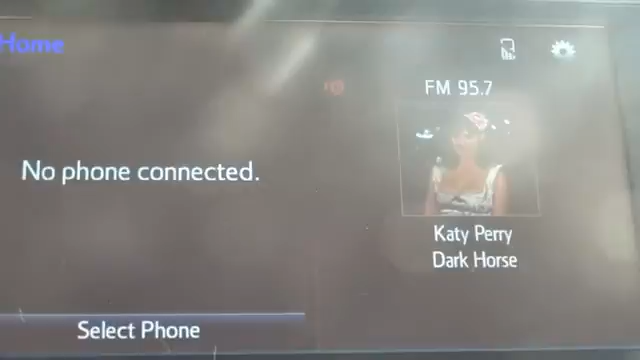 Home
FM 95.7
No phone connected.
Katy Perry
Dark Horse
Select Phone